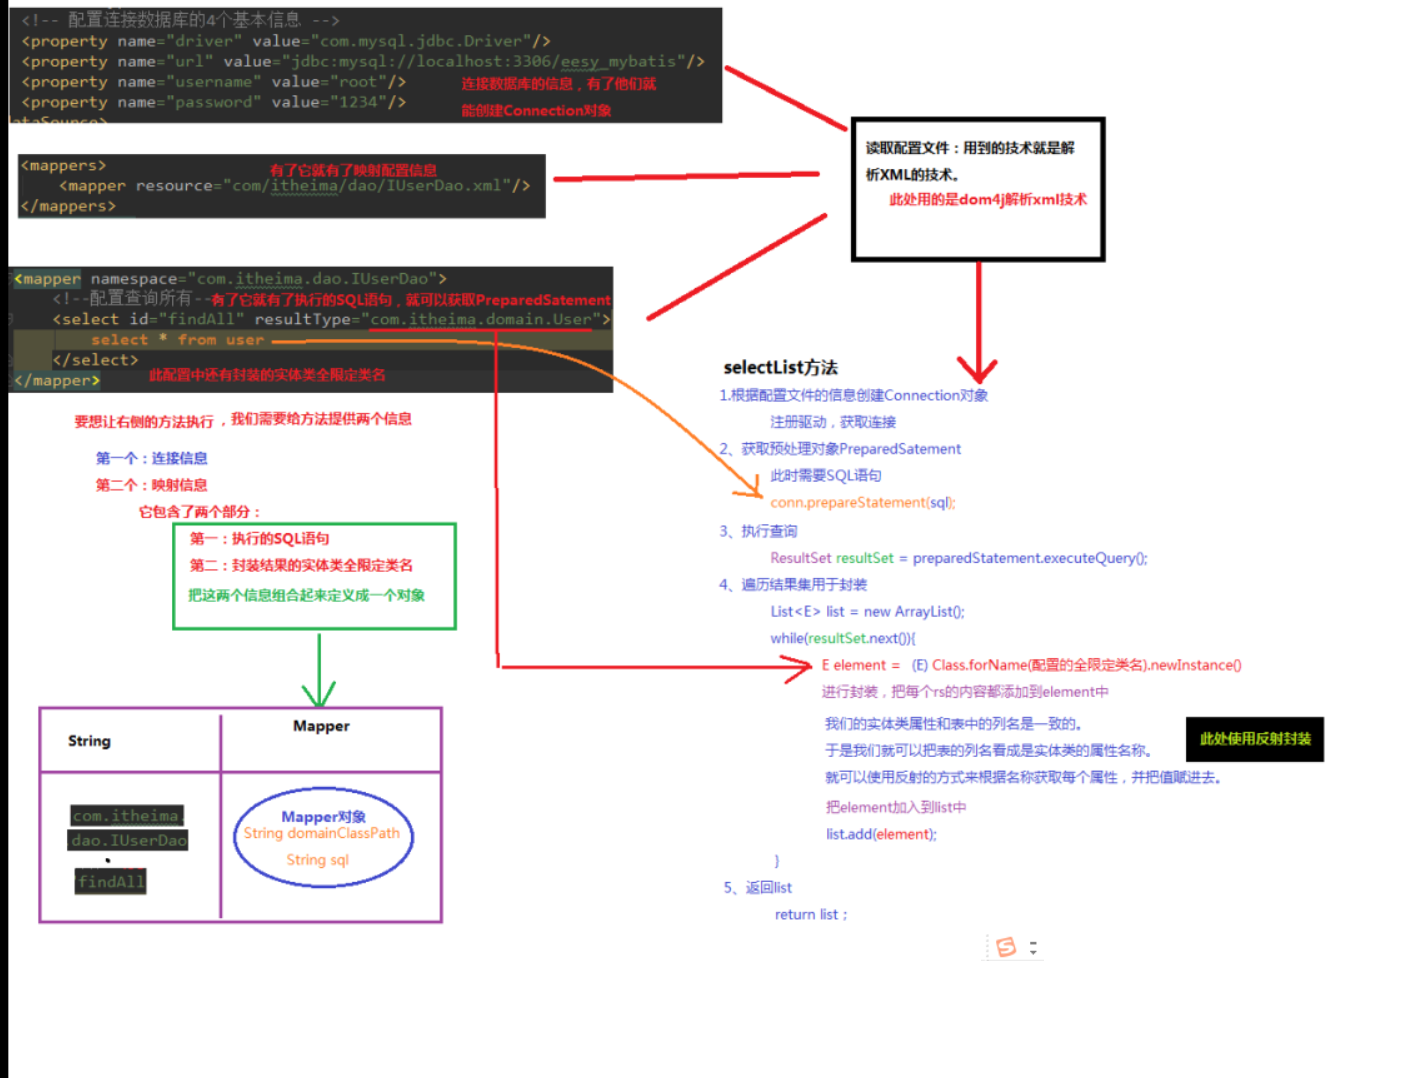 <!-- 配置连接数据库的4个基本信息 -->
<property name="driver" value="com.mysql.jdbc.Driver"/>
<property name="url" value="jdbc:mysql://localhost:3306/eesy_mybatis"/>
<property name="username" value="root"/>
<property name="password" value="1234"/>
ataSource>
连接数据库的信息，有了他们就
能创建Connection对象
<mappers>
有了它就有了映射配置信息
<mapper resource="com/itheima/dao/IUserDao.xml"/>
</mappers>
读取配置文件：用到的技术就是解
析XML的技术。
此处用的是dom4j解析xml技术
<mapper namespace="com.itheima.dao.IUserDao">
<!--配置查询所有--
有了它就有了执行的SQL语句，就可以获取PreparedSatement
<select id="findAll" resultType="com.itheima.domain.User">
select * from user
</select>
此配置中还有封装的实体类全限定类名
</mapper>
要想让右侧的方法执行，我们需要给方法提供两个信息
第一个：连接信息
第二个：映射信息
它包含了两个部分：
第一：执行的SQL语句
第二：封装结果的实体类全限定类名
把这两个信息组合起来定义成一个对象
String
Mapper
com.itheima.
dao.IUserDao
.
findAll
Mapper对象
String domainClassPath
String sql
selectList方法
1.根据配置文件的信息创建Connection对象
注册驱动，获取连接
2、获取预处理对象PreparedSatement
此时需要SQL语句
conn.prepareStatement(sql);
3、执行查询
ResultSet resultSet = preparedStatement.executeQuery();
4、遍历结果集用于封装
List<E> list = new ArrayList();
while(resultSet.next()){
E element = (E) Class.forName(配置的全限定类名).newInstance()
进行封装，把每个rs的内容都添加到element中
我们的实体类属性和表中的列名是一致的。
于是我们就可以把表的列名看成是实体类的属性名称。
就可以使用反射的方式来根据名称获取每个属性，并把值赋进去。
此处使用反射封装
把element加入到list中
list.add(element);
}
5、返回list
return list ;